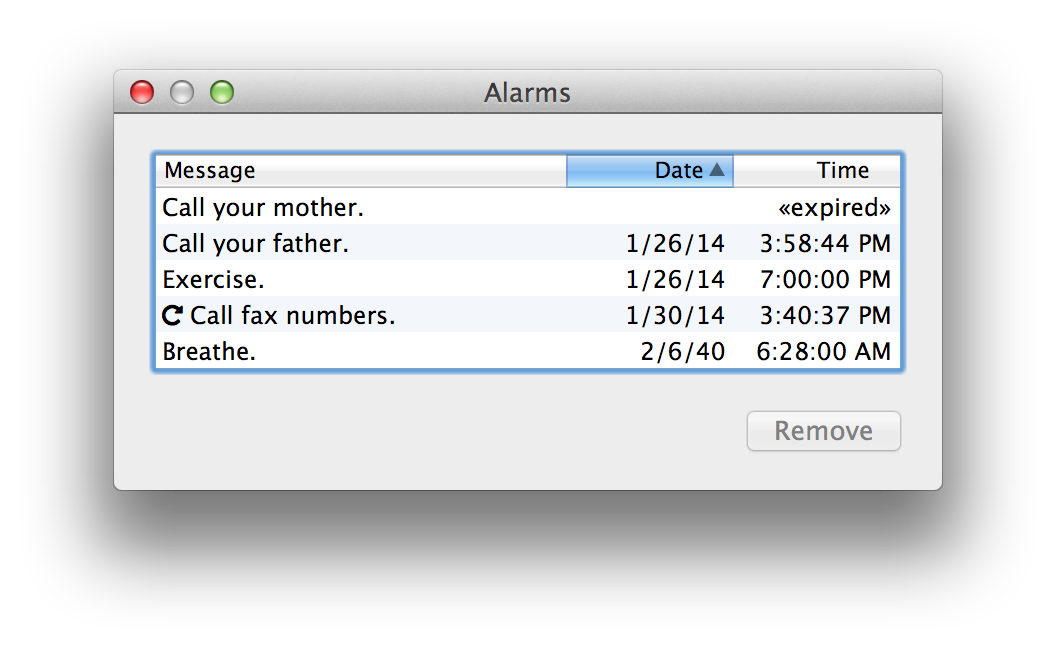 Alarms
Message Date ▲ Time
Call your mother. «expired»
Call your father. 1/26/14 3:58:44 PM
Exercise. 1/26/14 7:00:00 PM
Call fax numbers. 1/30/14 3:40:37 PM
Breathe. 2/6/40 6:28:00 AM
Remove